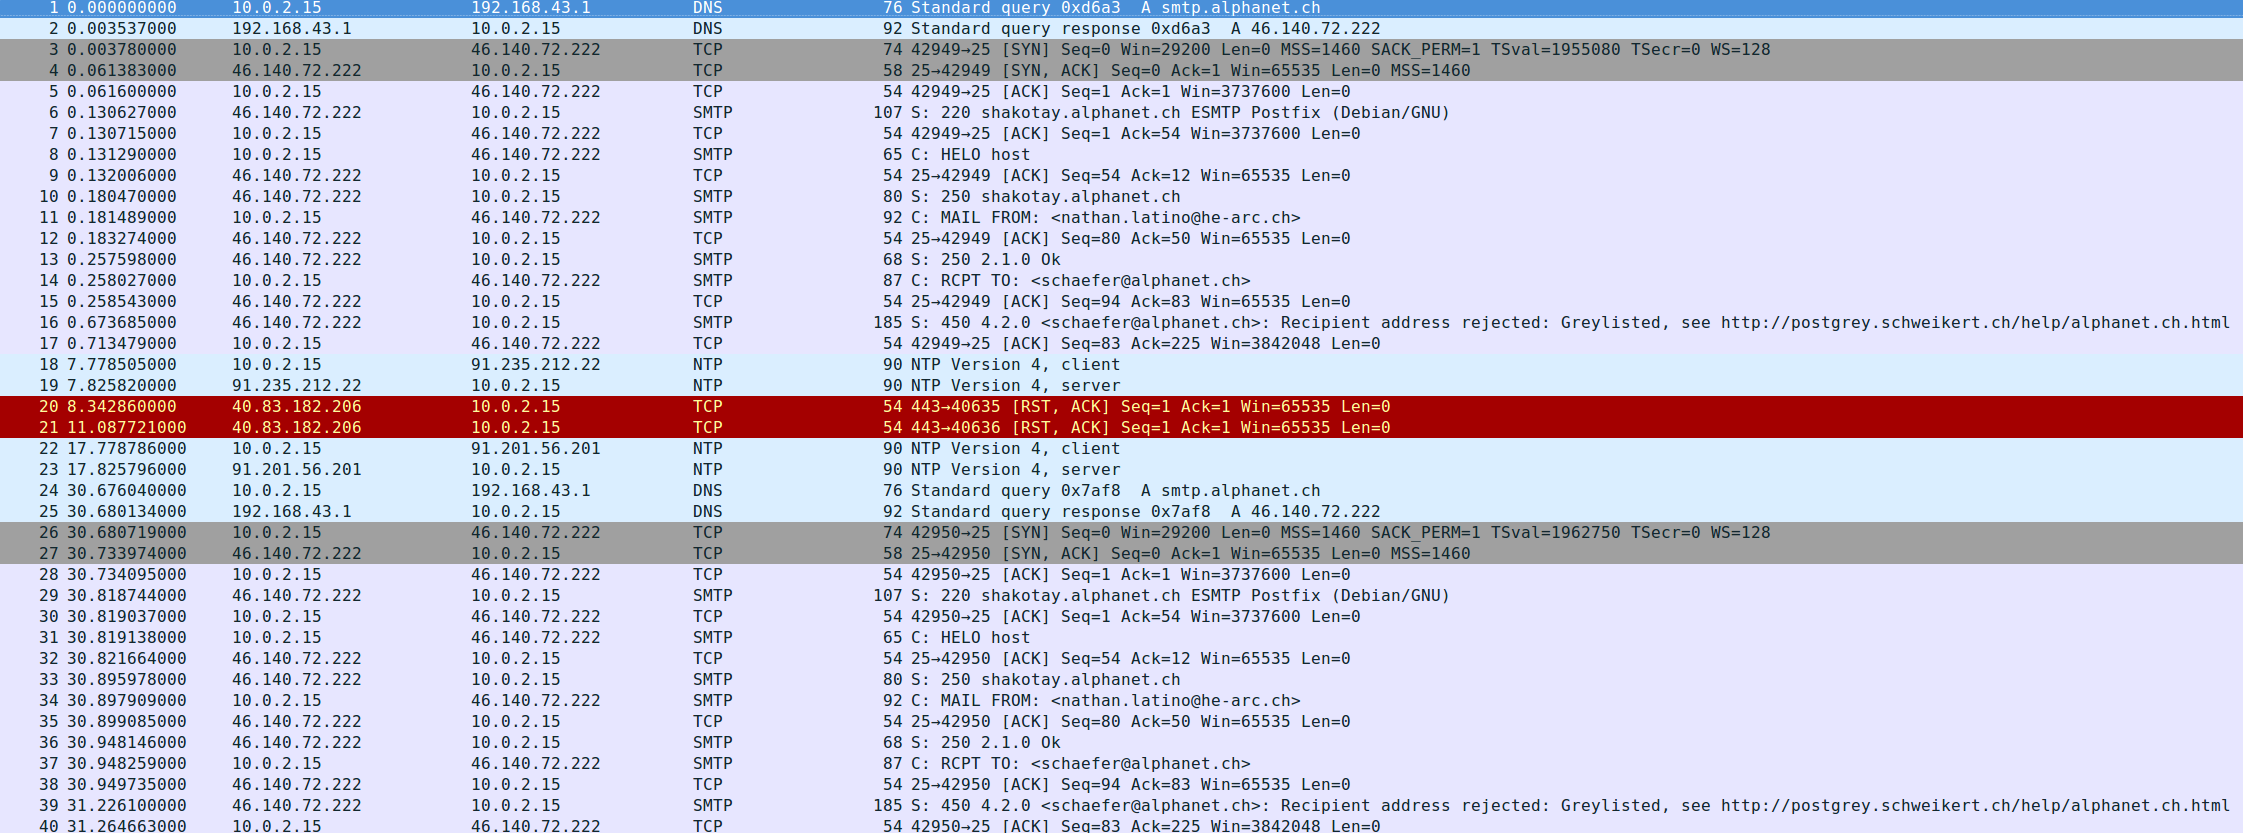 1 0.000000000 10.0.2.15 192.168.43.1 DNS 76 Standard query 0xd6a3 A smtp.alphanet.ch
2 0.003537000 192.168.43.1 10.0.2.15 DNS 92 Standard query response 0xd6a3 A 46.140.72.222
3 0.003780000 10.0.2.15 46.140.72.222 TCP 74 42949→25 [SYN] Seq=0 Win=29200 Len=0 MSS=1460 SACK_PERM=1 TSval=1955080 TSecr=0 WS=128
4 0.061383000 46.140.72.222 10.0.2.15 TCP 58 25→42949 [SYN, ACK] Seq=0 Ack=1 Win=65535 Len=0 MSS=1460
5 0.061600000 10.0.2.15 46.140.72.222 TCP 54 42949→25 [ACK] Seq=1 Ack=1 Win=3737600 Len=0
6 0.130627000 46.140.72.222 10.0.2.15 SMTP 107 S: 220 shakotay.alphanet.ch ESMTP Postfix (Debian/GNU)
7 0.130715000 10.0.2.15 46.140.72.222 TCP 54 42949→25 [ACK] Seq=1 Ack=54 Win=3737600 Len=0
8 0.131290000 10.0.2.15 46.140.72.222 SMTP 65 C: HELO host
9 0.132006000 46.140.72.222 10.0.2.15 TCP 54 25→42949 [ACK] Seq=54 Ack=12 Win=65535 Len=0
10 0.180470000 46.140.72.222 10.0.2.15 SMTP 80 S: 250 shakotay.alphanet.ch
11 0.181489000 10.0.2.15 46.140.72.222 SMTP 92 C: MAIL FROM: <nathan.latino@he-arc.ch>
12 0.183274000 46.140.72.222 10.0.2.15 TCP 54 25→42949 [ACK] Seq=80 Ack=50 Win=65535 Len=0
13 0.257598000 46.140.72.222 10.0.2.15 SMTP 68 S: 250 2.1.0 Ok
14 0.258027000 10.0.2.15 46.140.72.222 SMTP 87 C: RCPT TO: <schaefer@alphanet.ch>
15 0.258543000 46.140.72.222 10.0.2.15 TCP 54 25→42949 [ACK] Seq=94 Ack=83 Win=65535 Len=0
16 0.673685000 46.140.72.222 10.0.2.15 SMTP 185 S: 450 4.2.0 <schaefer@alphanet.ch>: Recipient address rejected: Greylisted, see http://postgrey.schweikert.ch/help/alphanet.ch.html
17 0.713479000 10.0.2.15 46.140.72.222 TCP 54 42949→25 [ACK] Seq=83 Ack=225 Win=3842048 Len=0
18 7.778505000 10.0.2.15 91.235.212.22 NTP 90 NTP Version 4, client
19 7.825820000 91.235.212.22 10.0.2.15 NTP 90 NTP Version 4, server
20 8.342860000 40.83.182.206 10.0.2.15 TCP 54 443→40635 [RST, ACK] Seq=1 Ack=1 Win=65535 Len=0
21 11.087721000 40.83.182.206 10.0.2.15 TCP 54 443→40636 [RST, ACK] Seq=1 Ack=1 Win=65535 Len=0
22 17.778786000 10.0.2.15 91.201.56.201 NTP 90 NTP Version 4, client
23 17.825796000 91.201.56.201 10.0.2.15 NTP 90 NTP Version 4, server
24 30.676040000 10.0.2.15 192.168.43.1 DNS 76 Standard query 0x7af8 A smtp.alphanet.ch
25 30.680134000 192.168.43.1 10.0.2.15 DNS 92 Standard query response 0x7af8 A 46.140.72.222
26 30.680719000 10.0.2.15 46.140.72.222 TCP 74 42950→25 [SYN] Seq=0 Win=29200 Len=0 MSS=1460 SACK_PERM=1 TSval=1962750 TSecr=0 WS=128
27 30.733974000 46.140.72.222 10.0.2.15 TCP 58 25→42950 [SYN, ACK] Seq=0 Ack=1 Win=65535 Len=0 MSS=1460
28 30.734095000 10.0.2.15 46.140.72.222 TCP 54 42950→25 [ACK] Seq=1 Ack=1 Win=3737600 Len=0
29 30.818744000 46.140.72.222 10.0.2.15 SMTP 107 S: 220 shakotay.alphanet.ch ESMTP Postfix (Debian/GNU)
30 30.819037000 10.0.2.15 46.140.72.222 TCP 54 42950→25 [ACK] Seq=1 Ack=54 Win=3737600 Len=0
31 30.819138000 10.0.2.15 46.140.72.222 SMTP 65 C: HELO host
32 30.821664000 46.140.72.222 10.0.2.15 TCP 54 25→42950 [ACK] Seq=54 Ack=12 Win=65535 Len=0
33 30.895978000 46.140.72.222 10.0.2.15 SMTP 80 S: 250 shakotay.alphanet.ch
34 30.897909000 10.0.2.15 46.140.72.222 SMTP 92 C: MAIL FROM: <nathan.latino@he-arc.ch>
35 30.899085000 46.140.72.222 10.0.2.15 TCP 54 25→42950 [ACK] Seq=80 Ack=50 Win=65535 Len=0
36 30.948146000 46.140.72.222 10.0.2.15 SMTP 68 S: 250 2.1.0 Ok
37 30.948259000 10.0.2.15 46.140.72.222 SMTP 87 C: RCPT TO: <schaefer@alphanet.ch>
38 30.949735000 46.140.72.222 10.0.2.15 TCP 54 25→42950 [ACK] Seq=94 Ack=83 Win=65535 Len=0
39 31.226100000 46.140.72.222 10.0.2.15 SMTP 185 S: 450 4.2.0 <schaefer@alphanet.ch>: Recipient address rejected: Greylisted, see http://postgrey.schweikert.ch/help/alphanet.ch.html
40 31.264663000 10.0.2.15 46.140.72.222 TCP 54 42950→25 [ACK] Seq=83 Ack=225 Win=3842048 Len=0